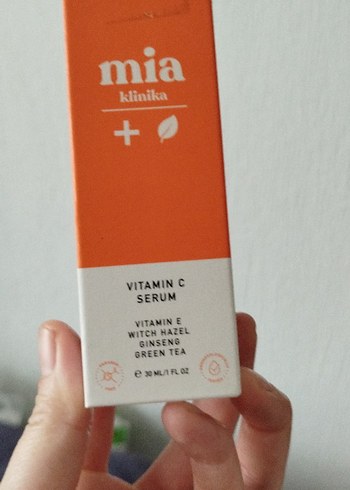 mia
klinika
VITAMIN C
SERUM
VITAMIN E
WITCH HAZEL
GINSENG
GREEN TEA
℮ 30 ML/1 FL OZ